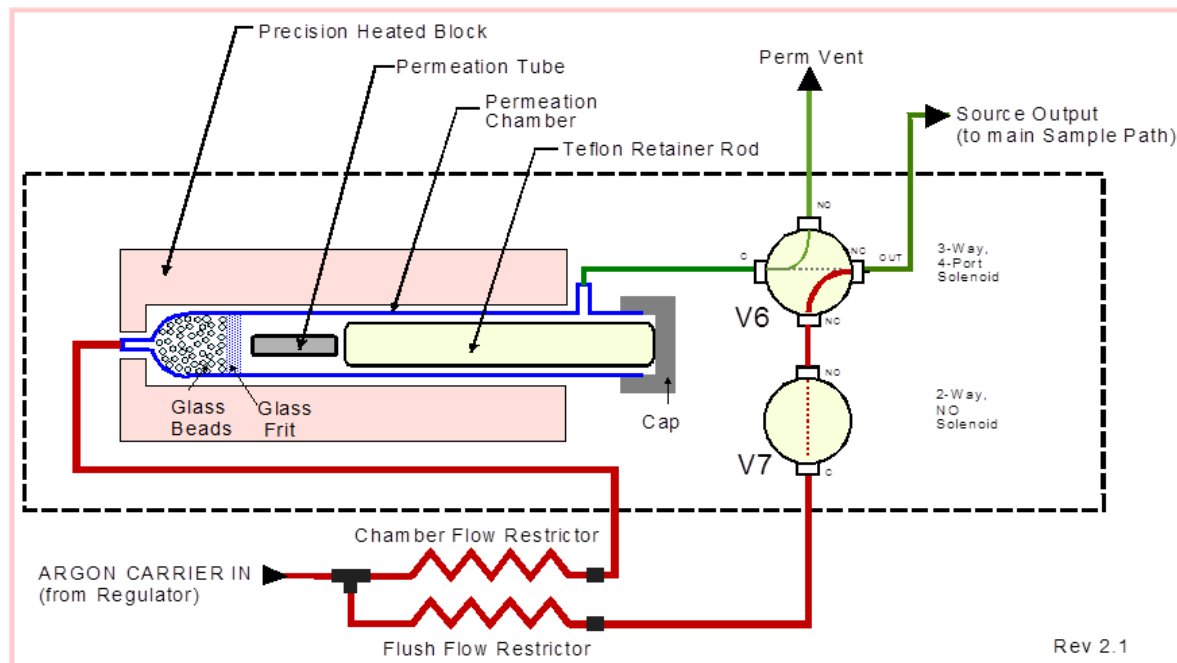 Precision Heated Block
Permeation Tube
Permeation
Chamber
Teflon Retainer Rod
Perm Vent
Source Output
(to main Sample Path)
NO
C
NC
OUT
3-Way,
4-Port
Solenoid
V6
NO
NO
2-Way,
NO
Solenoid
V7
C
Glass
Beads
Glass
Frit
Cap
Chamber Flow Restrictor
ARGON CARRIER IN
(from Regulator)
Flush Flow Restrictor
Rev 2.1